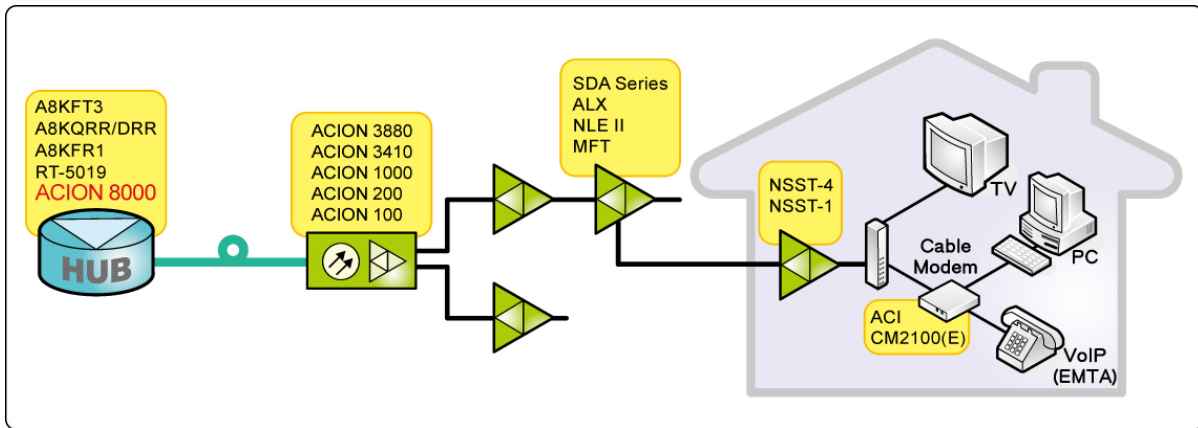 A8KFT3
A8KQRR/DRR
A8KFR1
RT-5019
ACION 8000
HUB
ACION 3880
ACION 3410
ACION 1000
ACION 200
ACION 100
SDA Series
ALX
NLE II
MFT
NSST-4
NSST-1
TV
PC
Cable
Modem
ACI
CM2100(E)
VoIP
(EMTA)